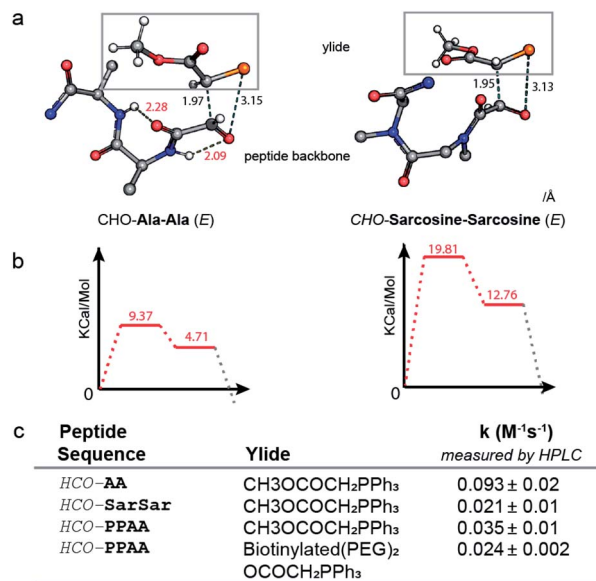 a
ylide
1.97
3.15
1.95
3.13
2.28
2.09
peptide backbone
/Å
CHO-Ala-Ala (E)
CHO-Sarcosine-Sarcosine (E)
b
KCal/Mol
9.37
4.71
0
KCal/Mol
19.81
12.76
0
c Peptide Sequence Ylide k (M⁻¹s⁻¹)
measured by HPLC
HCO-AA CH3OCOCH₂PPh₃ 0.093 ± 0.02
HCO-SarSar CH3OCOCH₂PPh₃ 0.021 ± 0.01
HCO-PPAA CH3OCOCH₂PPh₃ 0.035 ± 0.01
HCO-PPAA Biotinylated(PEG)₂ 0.024 ± 0.002
OCOCH₂PPh₃